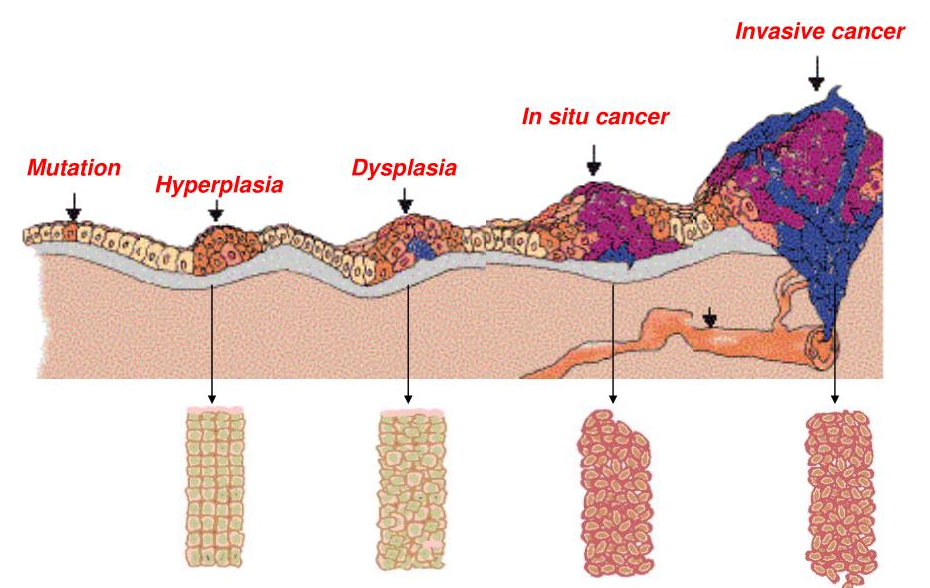 Invasive cancer
In situ cancer
Mutation
Hyperplasia
Dysplasia